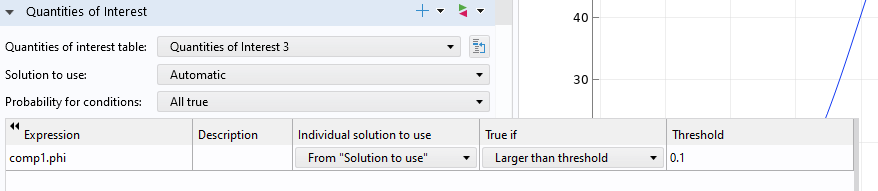 Quantities of Interest
Quantities of interest table: Quantities of Interest 3
Solution to use: Automatic
Probability for conditions: All true
Expression Description Individual solution to use True if Threshold
comp1.phi From "Solution to use" Larger than threshold 0.1
40
30